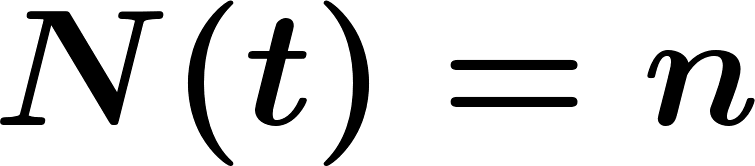 N(t) = n